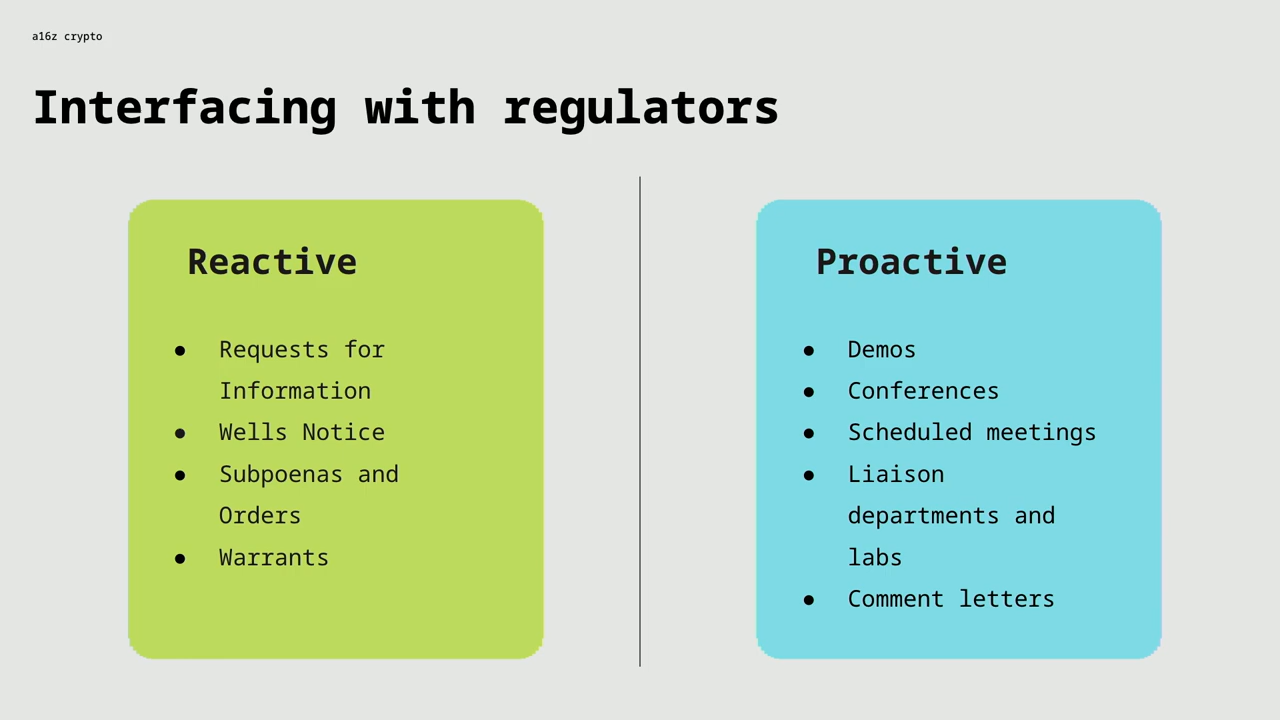 a16z crypto
Interfacing with regulators
Reactive
● Requests for
Information
● Wells Notice
● Subpoenas and
Orders
● Warrants
Proactive
● Demos
● Conferences
● Scheduled meetings
● Liaison
departments and
labs
● Comment letters